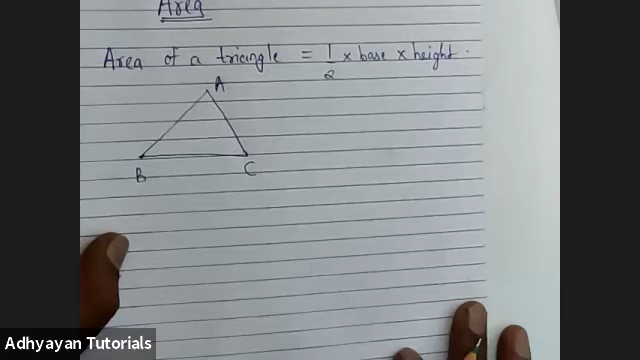 Area
Area of a triangle = 1/2 × base × height.
A
B
C
Adhyayan Tutorials